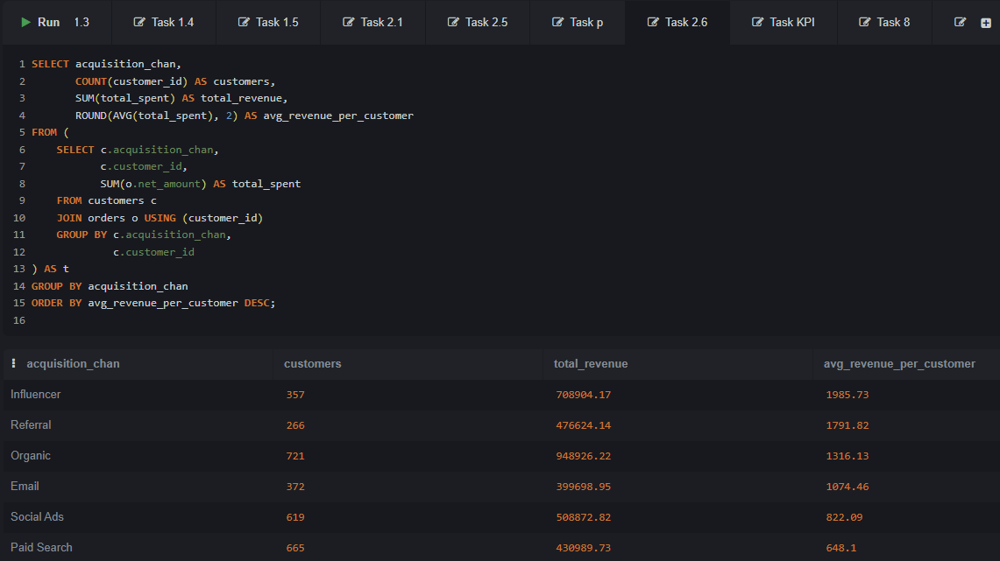 Run 1.3 Task 1.4 Task 1.5 Task 2.1 Task 2.5 Task p Task 2.6 Task KPI Task 8
1 SELECT acquisition_chan,
2 COUNT(customer_id) AS customers,
3 SUM(total_spent) AS total_revenue,
4 ROUND(AVG(total_spent), 2) AS avg_revenue_per_customer
5 FROM (
6 SELECT c.acquisition_chan,
7 c.customer_id,
8 SUM(o.net_amount) AS total_spent
9 FROM customers c
10 JOIN orders o USING (customer_id)
11 GROUP BY c.acquisition_chan,
12 c.customer_id
13 ) AS t
14 GROUP BY acquisition_chan
15 ORDER BY avg_revenue_per_customer DESC;
16
acquisition_chan customers total_revenue avg_revenue_per_customer
Influencer 357 708904.17 1985.73
Referral 266 476624.14 1791.82
Organic 721 948926.22 1316.13
Email 372 399698.95 1074.46
Social Ads 619 508872.82 822.09
Paid Search 665 430989.73 648.1